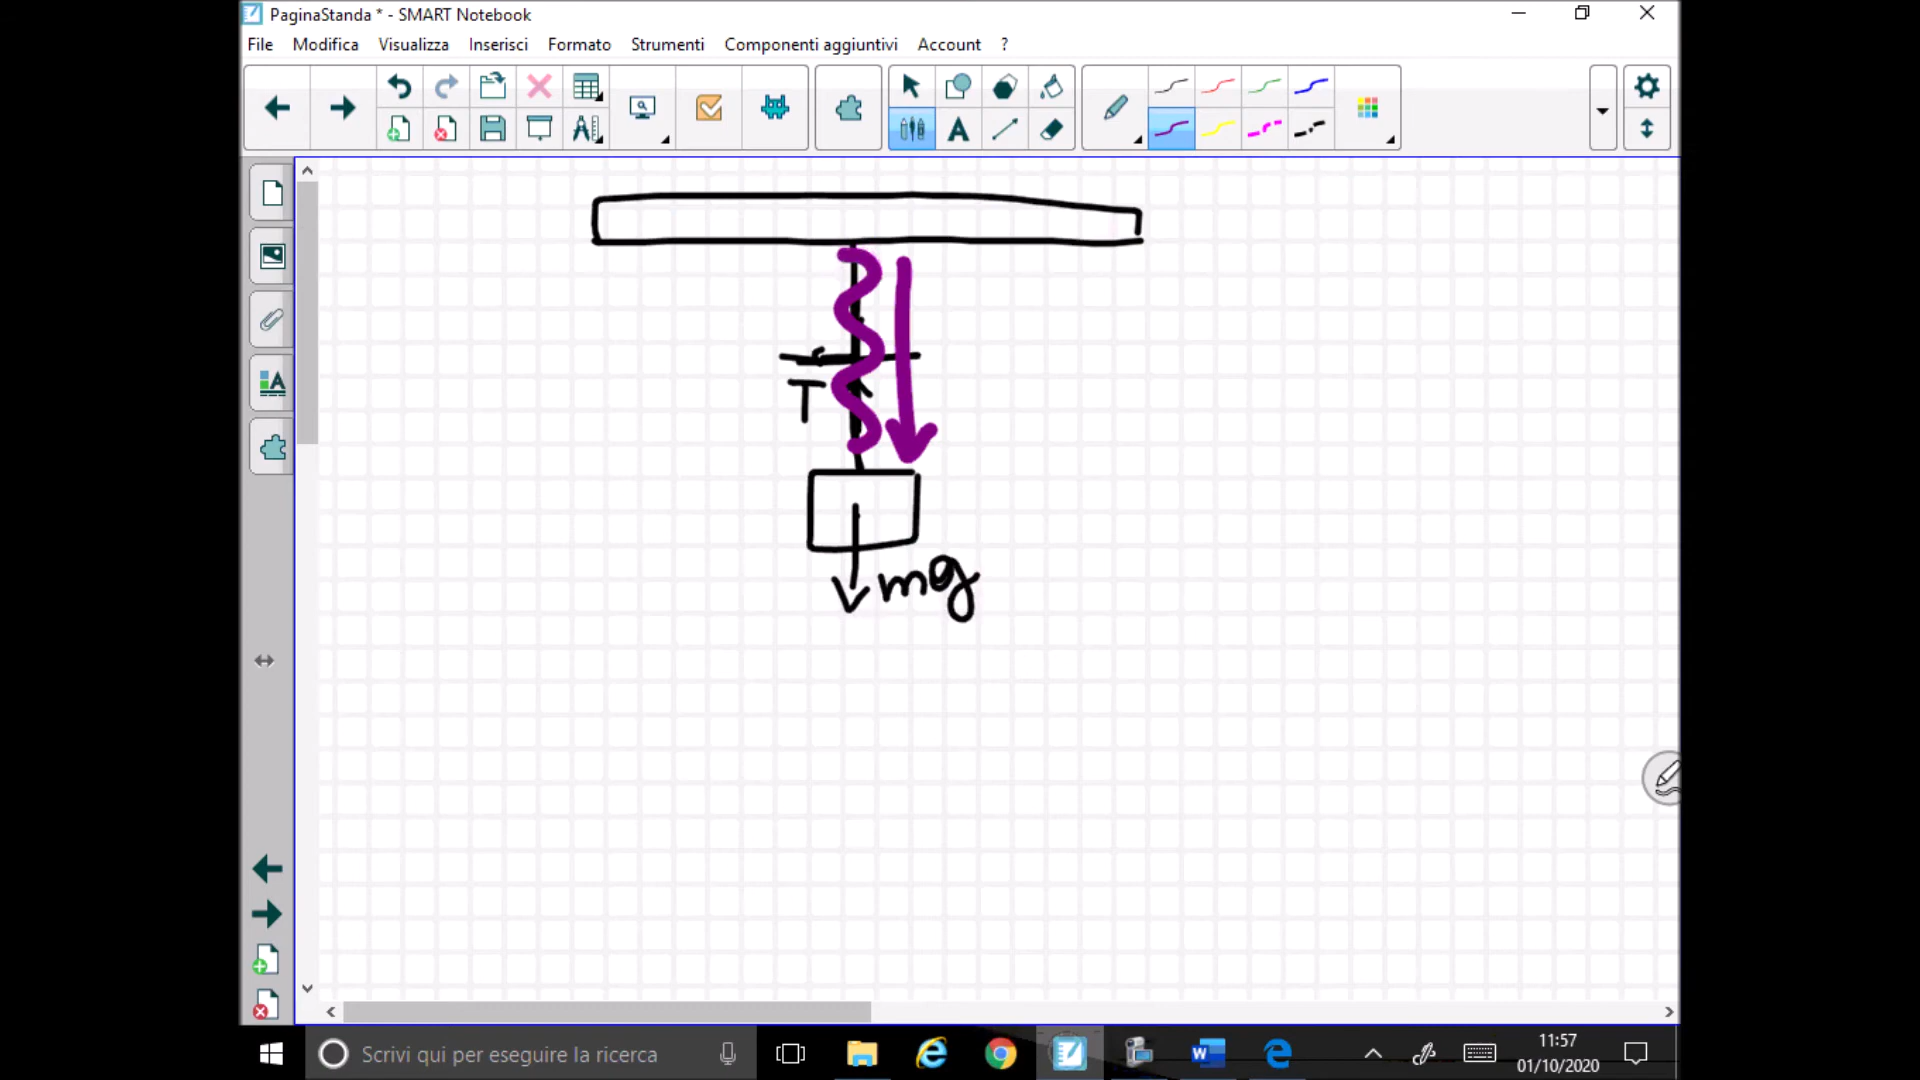 PaginaStanda * - SMART Notebook
File Modifica Visualizza Inserisci Formato Strumenti Componenti aggiuntivi Account ?
T
mg
Scrivi qui per eseguire la ricerca
11:57
01/10/2020